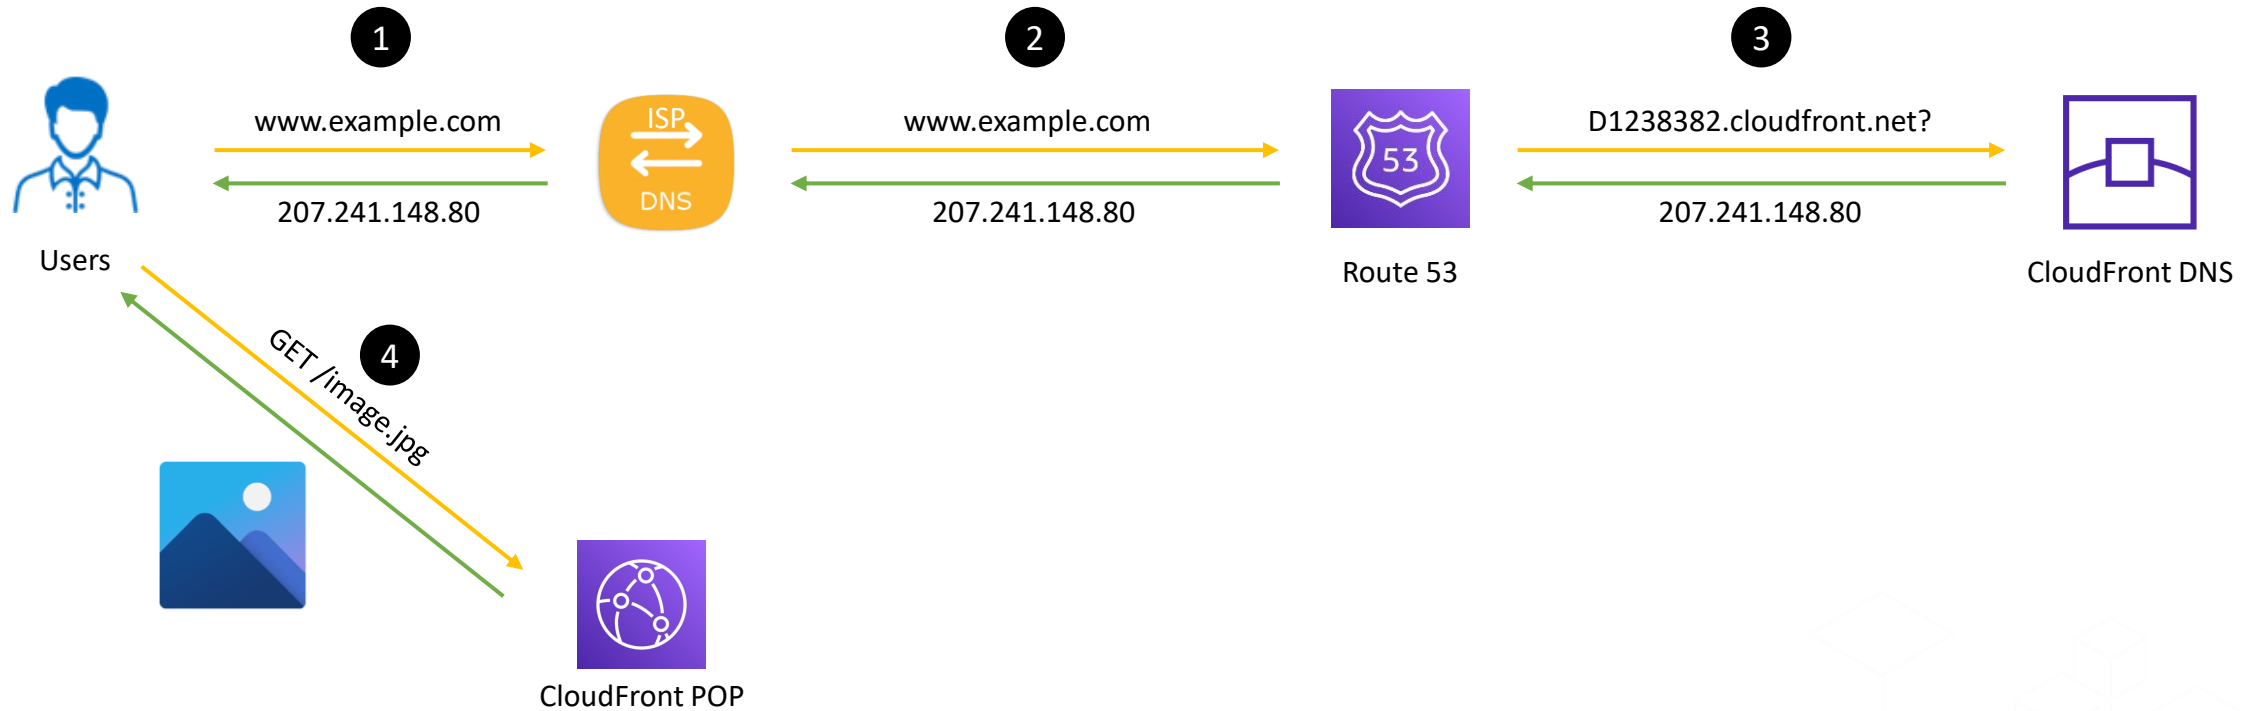 1
2
3
www.example.com
ISP
www.example.com
D1238382.cloudfront.net?
53
DNS
207.241.148.80
207.241.148.80
207.241.148.80
Users
Route 53
CloudFront DNS
4
GET /image.jpg
CloudFront POP